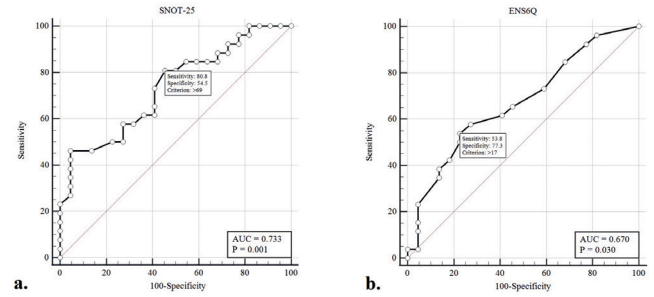 SNOT-25
100
80
60
40
20
0
Sensitivity
Sensitivity: 80.8
Specificity: 54.5
Criterion: >69
AUC = 0.733
P = 0.001
0 20 40 60 80 100
100-Specificity
a.
ENS6Q
100
80
60
40
20
0
Sensitivity
Sensitivity: 53.8
Specificity: 77.3
Criterion: >17
AUC = 0.670
P = 0.030
0 20 40 60 80 100
100-Specificity
b.